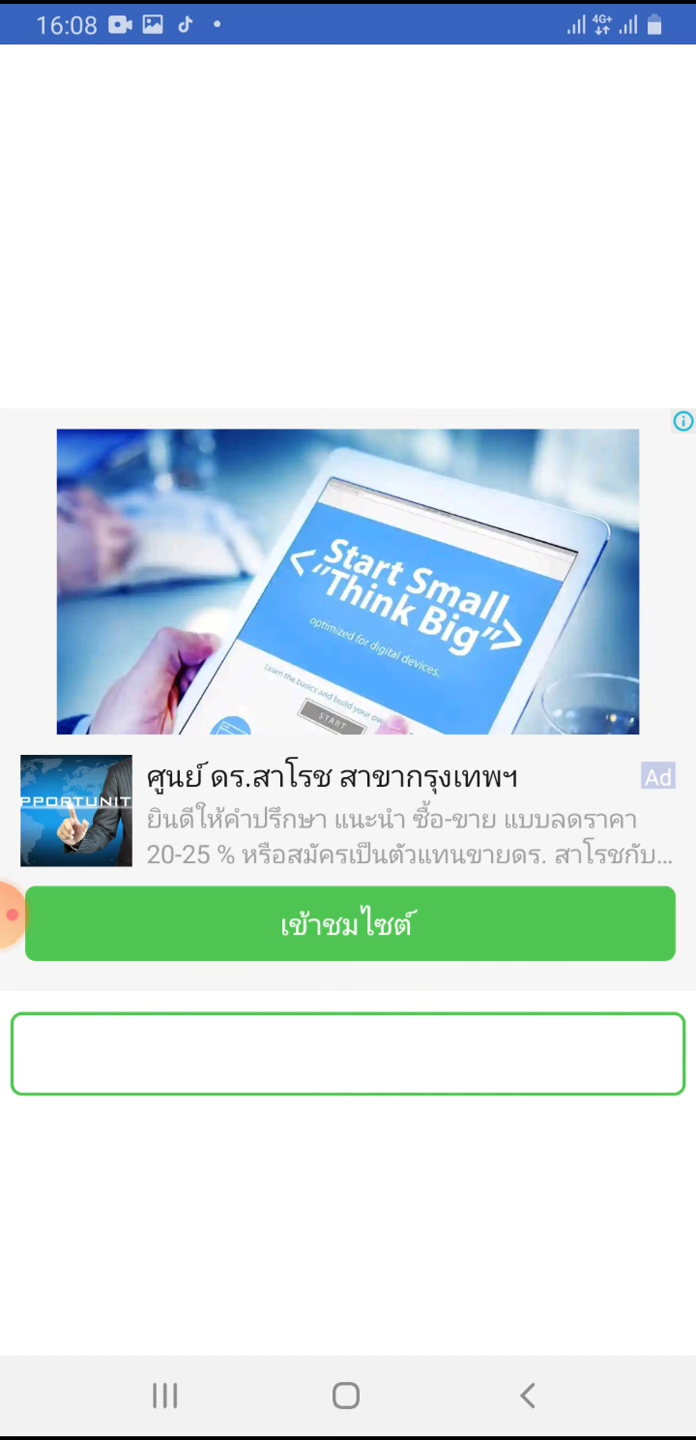 16:08
4G+
Start Small,
"Think Big"
optimized for digital devices.
Learn the basics and build your own
START
PPORTUNIT
ศูนย์ ดร.สาโรช สาขากรุงเทพฯ
Ad
ยินดีให้คำปรึกษา แนะนำ ซื้อ-ขาย แบบลดราคา
20-25 % หรือสมัครเป็นตัวแทนขายดร. สาโรชกับ...
เข้าชมไซต์